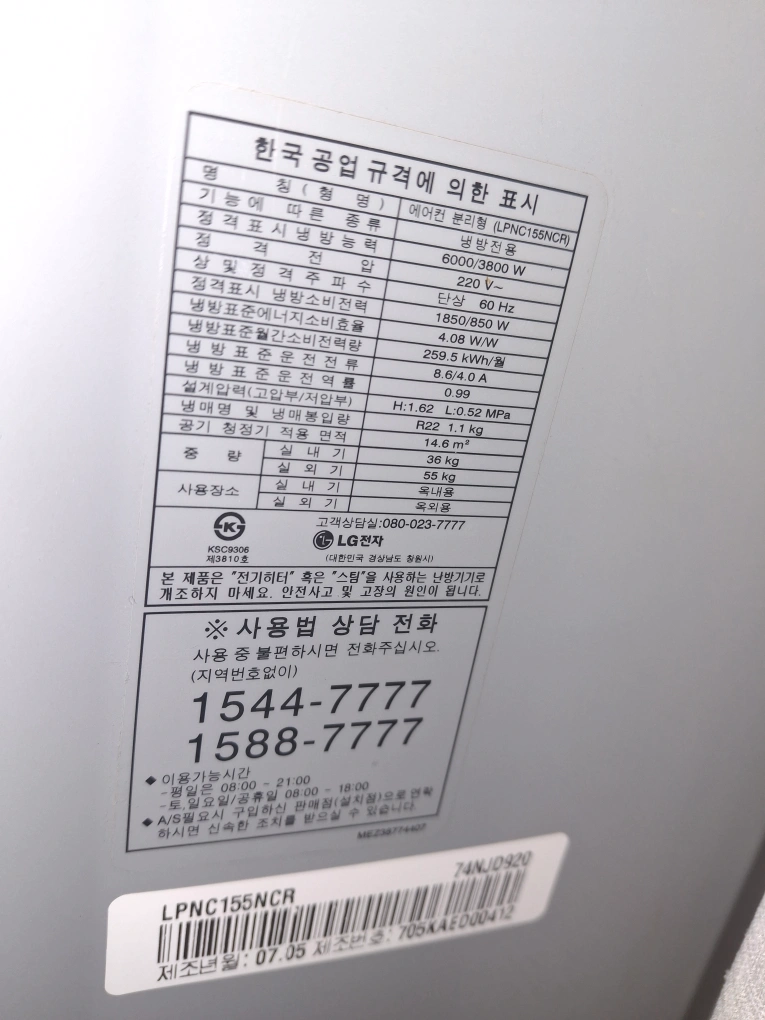 한국 공업 규격에 의한 표시
명 칭 ( 형 명 ) 에어컨 분리형 (LPNC155NCR)
기능에 따른 종류 냉방전용
정격표시냉방능력 6000/3800 W
정 격 전 압 220 V~
상 및 정격주파수 단상 60 Hz
정격표시 냉방소비전력 1850/850 W
냉방표준에너지소비효율 4.08 W/W
냉방표준월간소비전력량 259.5 kWh/월
냉방표준운전전류 8.6/4.0 A
냉방표준운전역률 0.99
설계압력(고압부/저압부) H:1.62 L:0.52 MPa
냉매명 및 냉매봉입량 R22 1.1 kg
공기 청정기 적용 면적 14.6 m²
중 량 실 내 기 36 kg
실 외 기 55 kg
사용장소 실 내 기 옥내용
실 외 기 옥외용
K
KSC9306
제3810호
고객상담실:080-023-7777
LG전자
(대한민국 경상남도 창원시)
본 제품은 "전기히터" 혹은 "스팀"을 사용하는 난방기기로
개조하지 마세요. 안전사고 및 고장의 원인이 됩니다.
※ 사용법 상담 전화
사용 중 불편하시면 전화주십시오.
(지역번호없이)
1544-7777
1588-7777
◆ 이용가능시간
-평일은 08:00 ~ 21:00
-토,일요일/공휴일 08:00 ~ 18:00
◆ A/S필요시 구입하신 판매점(설치점)으로연락
하시면 신속한 조치를 받으실 수 있습니다.
MEZ38774407
LPNC155NCR 74NJD920
제조년월: 07.05 제조번호: 705KAED00412